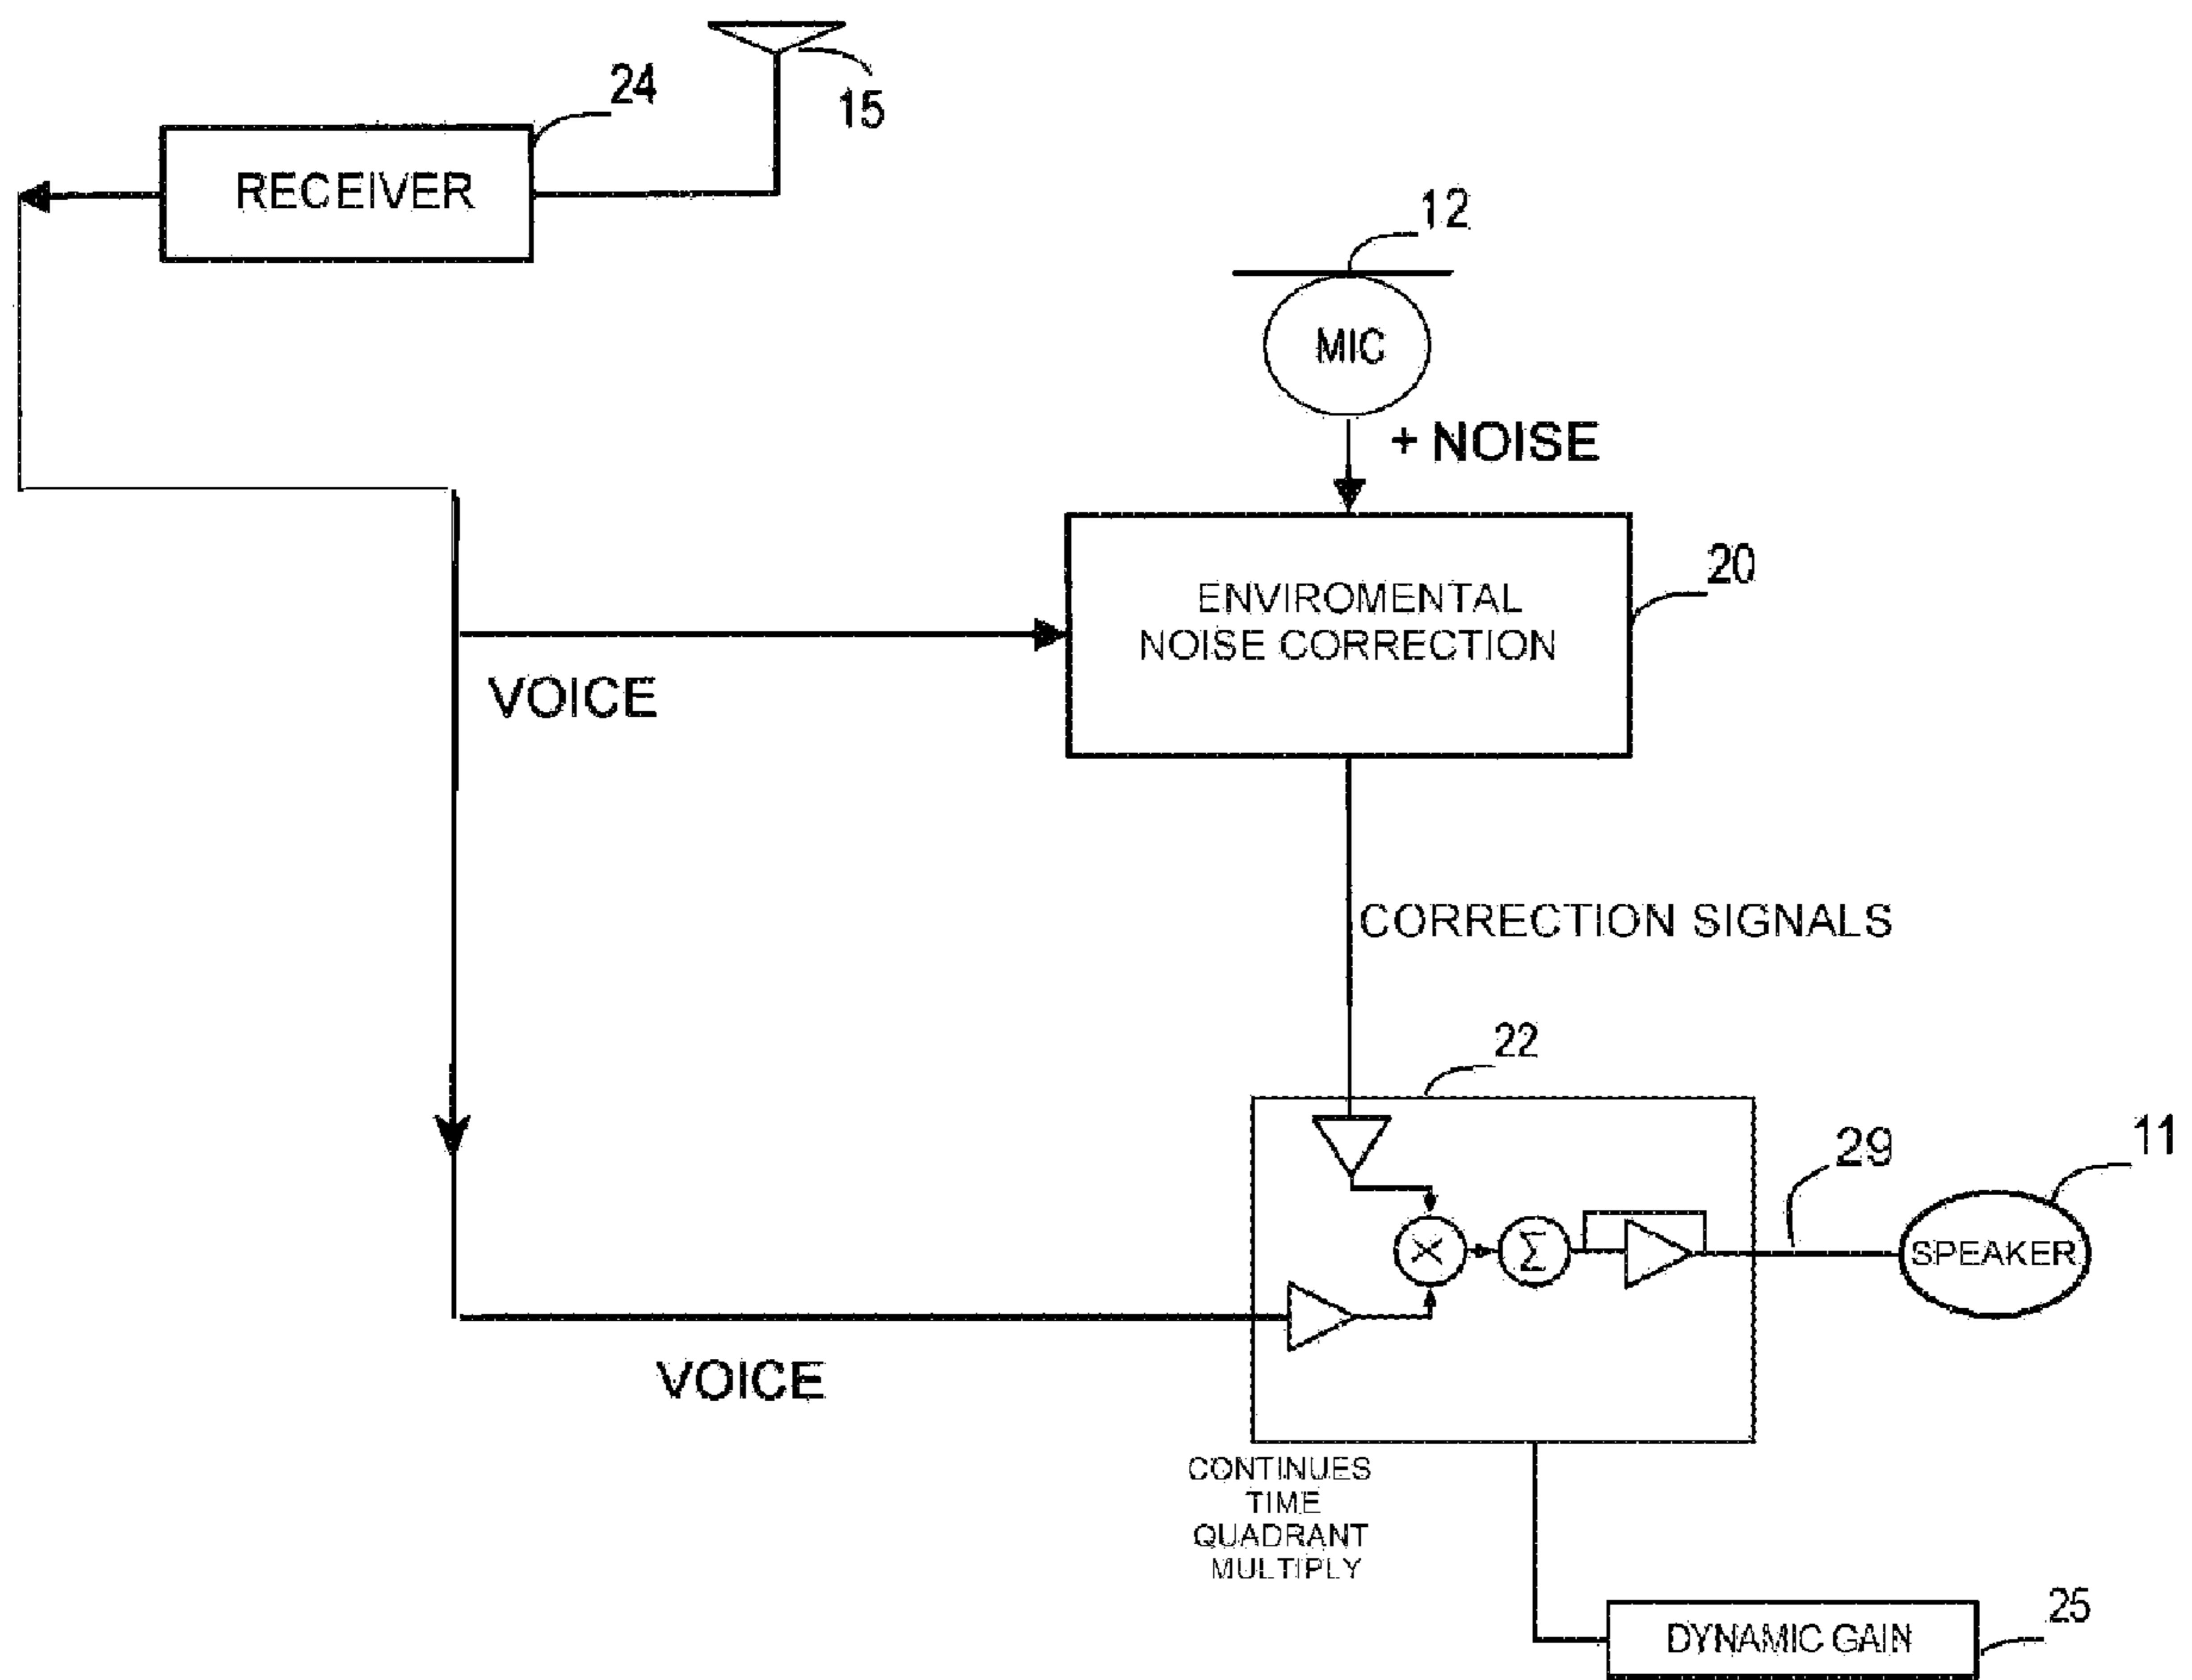 24
15
RECEIVER
12
MIC
+ NOISE
20
ENVIROMENTAL
NOISE CORRECTION
VOICE
CORRECTION SIGNALS
22
29
11
X
Σ
SPEAKER
VOICE
CONTINUES
TIME
QUADRANT
MULTIPLY
25
DYNAMIC GAIN